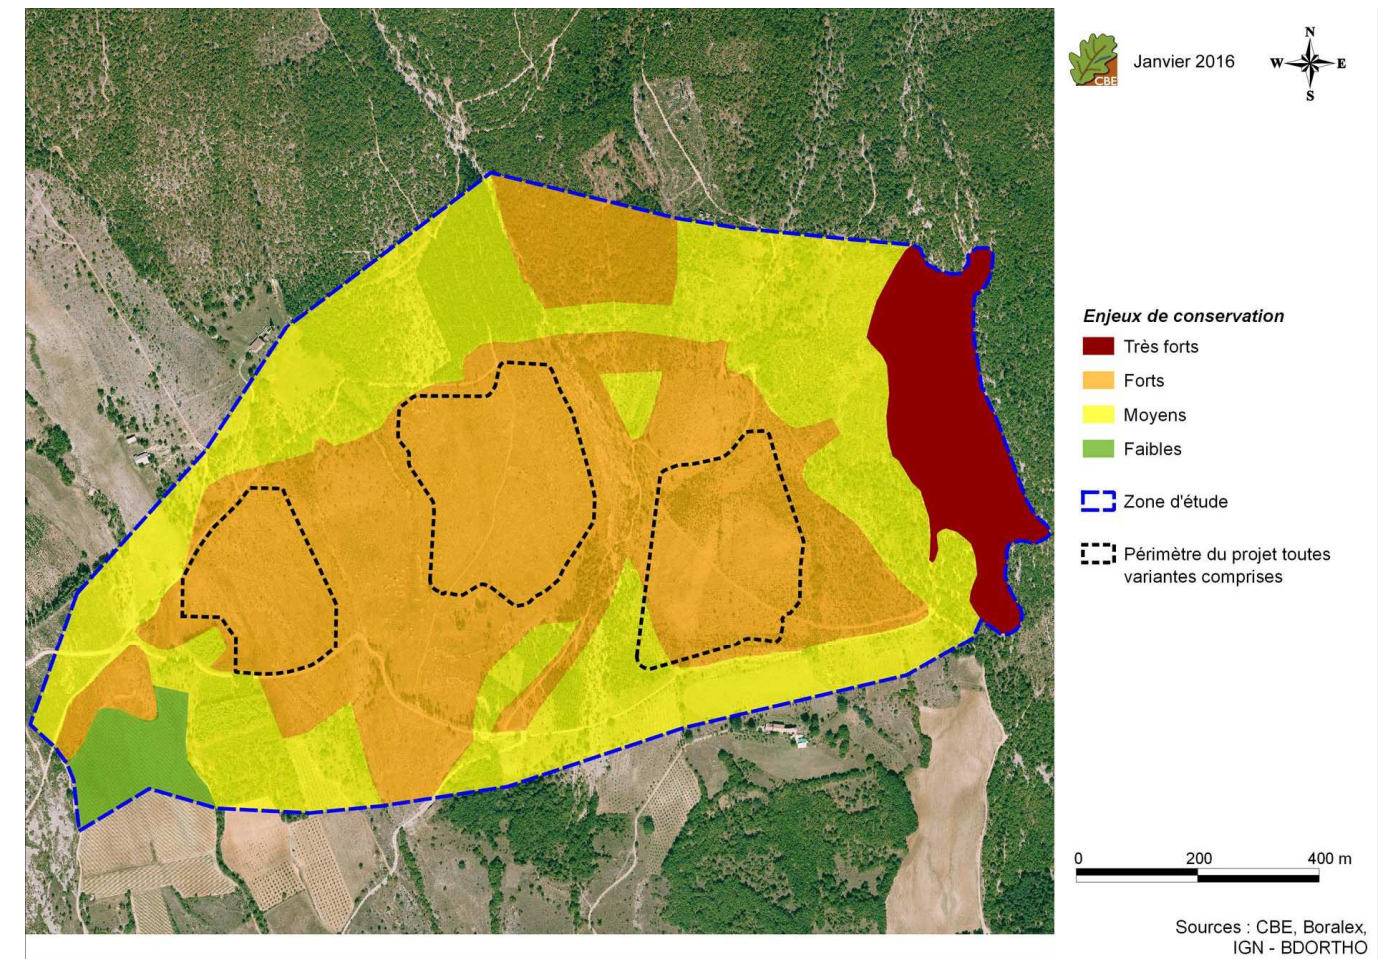 CBE
Janvier 2016
N
W E
S
Enjeux de conservation
Très forts
Forts
Moyens
Faibles
Zone d'étude
Périmètre du projet toutes
variantes comprises
0 200 400 m
Sources : CBE, Boralex,
IGN - BDORTHO